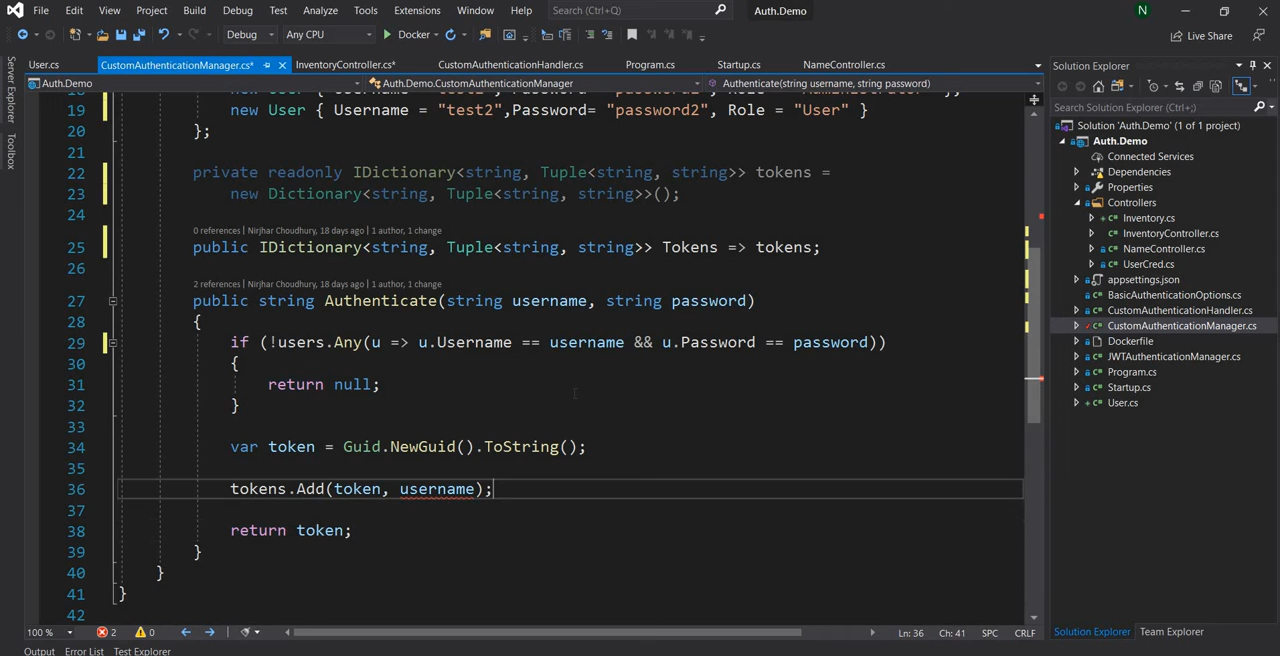 File Edit View Project Build Debug Test Analyze Tools Extensions Window Help Search (Ctrl+;) Auth.Demo N
Debug Any CPU Docker Live Share
User.cs CustomAuthenticationManager.cs* InventoryController.cs* CustomAuthenticationHandler.cs Program.cs Startup.cs NameController.cs
Auth.Demo Auth.Demo.CustomAuthenticationManager Authenticate(string username, string password)
19 new User { Username = "test2",Password= "password2", Role = "User" }
20 };
21
22 private readonly IDictionary<string, Tuple<string, string>> tokens =
23 new Dictionary<string, Tuple<string, string>>();
24
0 references | Nirjhar Choudhury, 18 days ago | 1 author, 1 change
25 public IDictionary<string, Tuple<string, string>> Tokens => tokens;
26
2 references | Nirjhar Choudhury, 18 days ago | 1 author, 1 change
27 public string Authenticate(string username, string password)
28 {
29 if (!users.Any(u => u.Username == username && u.Password == password))
30 {
31 return null;
32 }
33
34 var token = Guid.NewGuid().ToString();
35
36 tokens.Add(token, username);
37
38 return token;
39 }
40 }
41 }
42
100 % 2 0 Ln: 36 Ch: 41 SPC CRLF
Output Error List Test Explorer
Server Explorer
Toolbox
Solution Explorer
Search Solution Explorer (Ctrl+;)
Solution 'Auth.Demo' (1 of 1 project)
Auth.Demo
Connected Services
Dependencies
Properties
Controllers
Inventory.cs
InventoryController.cs
NameController.cs
UserCred.cs
appsettings.json
BasicAuthenticationOptions.cs
CustomAuthenticationHandler.cs
CustomAuthenticationManager.cs
Dockerfile
JWTAuthenticationManager.cs
Program.cs
Startup.cs
User.cs
Solution Explorer Team Explorer